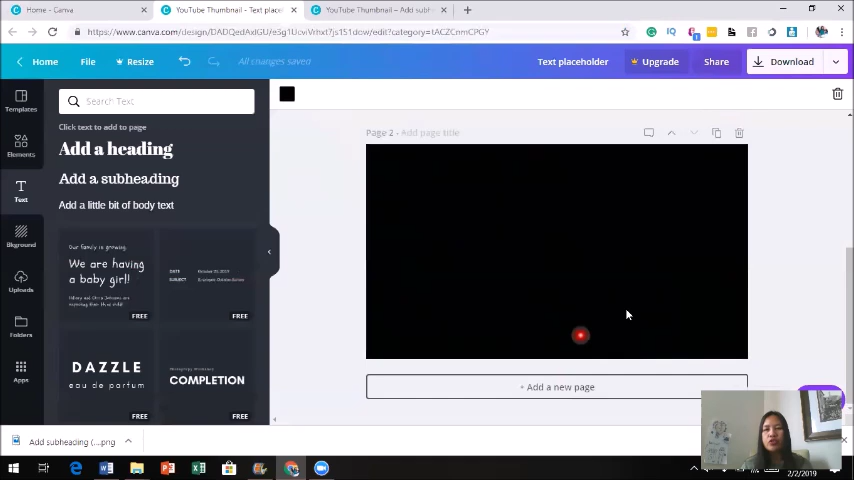 Home - Canva
YouTube Thumbnail - Text place
YouTube Thumbnail – Add sub
Home
File
Resize
All changes saved
Text placeholder
Upgrade
Share
Download
Templates
Elements
Text
Bkground
Uploads
Folders
Apps
Search Text
Click text to add to page
Add a heading
Add a subheading
Add a little bit of body text
Our family is growing.
We are having
a baby girl!
FREE
DATE
SUBJECT
FREE
DAZZLE
eau de parfum
FREE
COMPLETION
FREE
Page 2 - Add page title
+ Add a new page
Add subheading (....png
2/2/2019